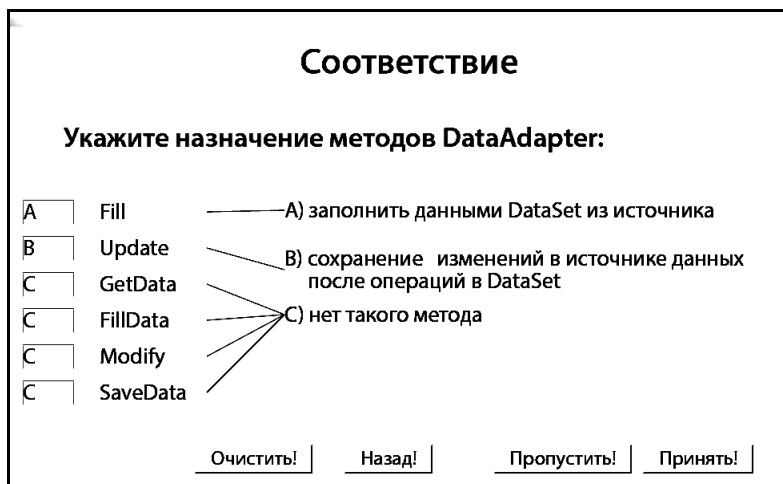 Соответствие
Укажите назначение методов DataAdapter:
A Fill A) заполнить данными DataSet из источника
B Update B) сохранение изменений в источнике данных
после операций в DataSet
C GetData
C FillData C) нет такого метода
C Modify
C SaveData
Очистить! Назад! Пропустить! Принять!